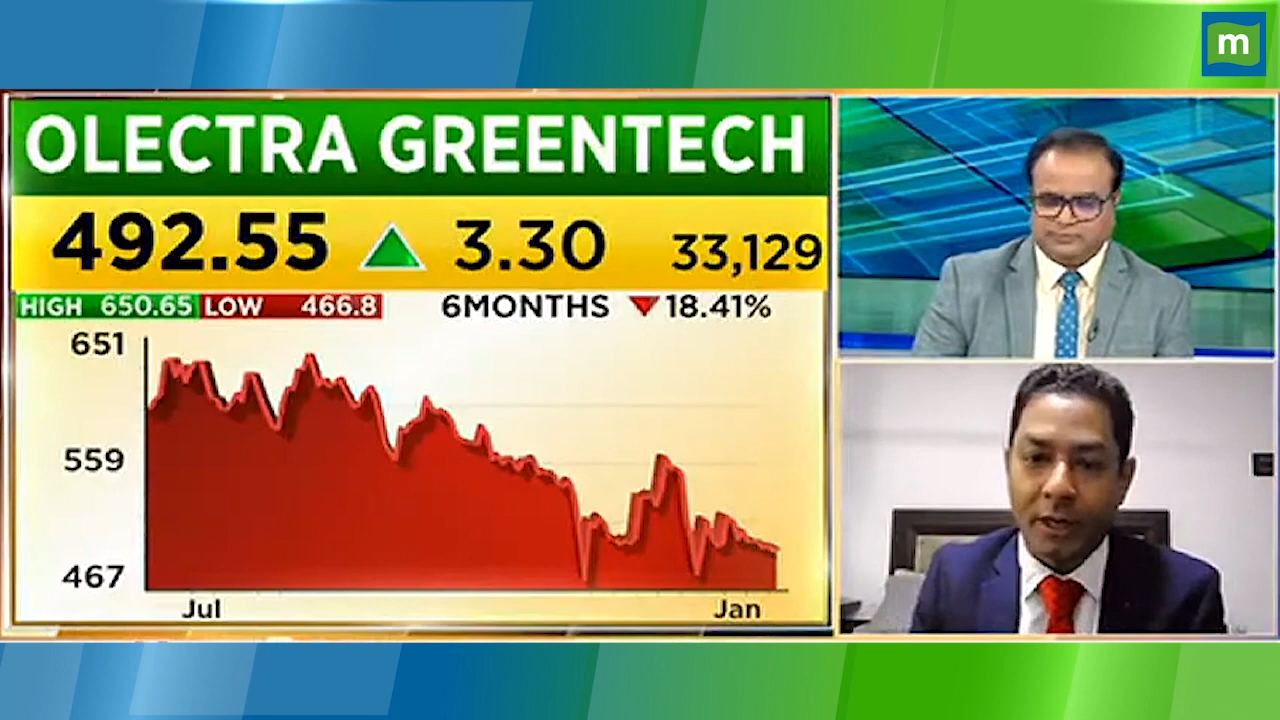 m
OLECTRA GREENTECH
492.55 3.30 33,129
HIGH 650.65 LOW 466.8 6MONTHS 18.41%
651
559
467
Jul Jan